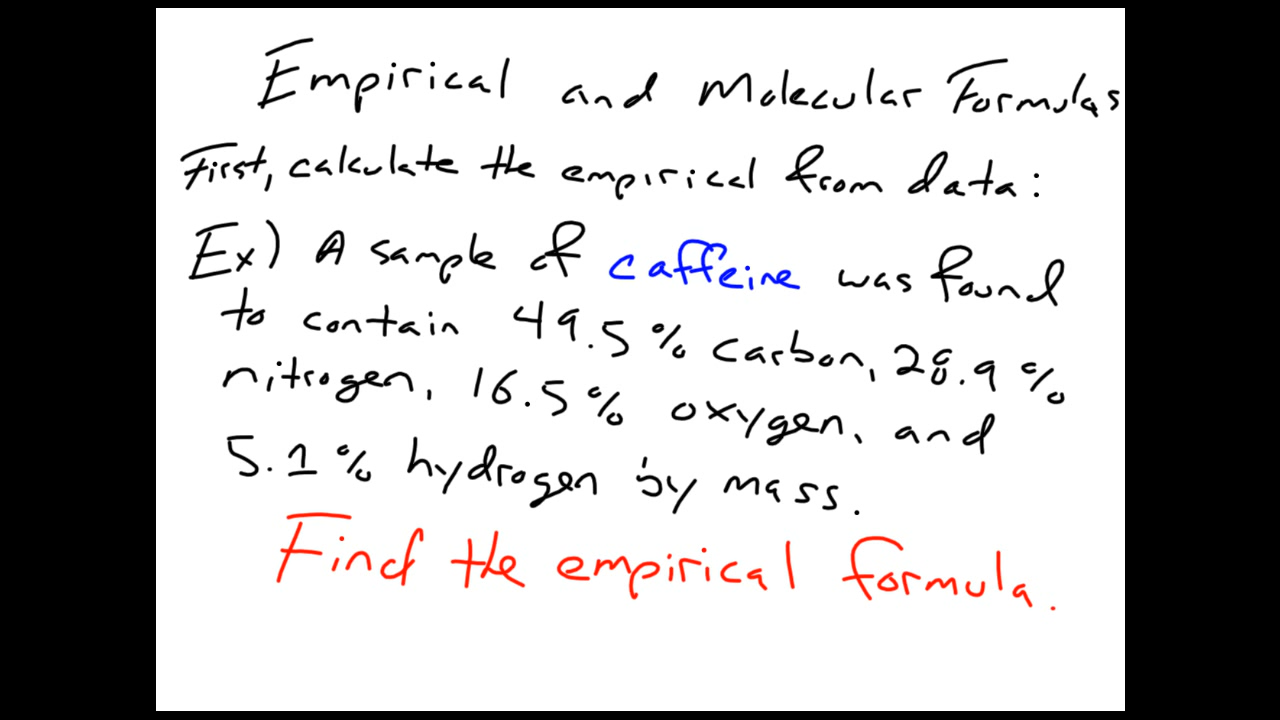 Empirical and Molecular Formulas
First, calculate the empirical from data:
Ex) A sample of caffeine was found
to contain 49.5% carbon, 28.9%
nitrogen, 16.5% oxygen, and
5.1% hydrogen by mass.
Find the empirical formula.